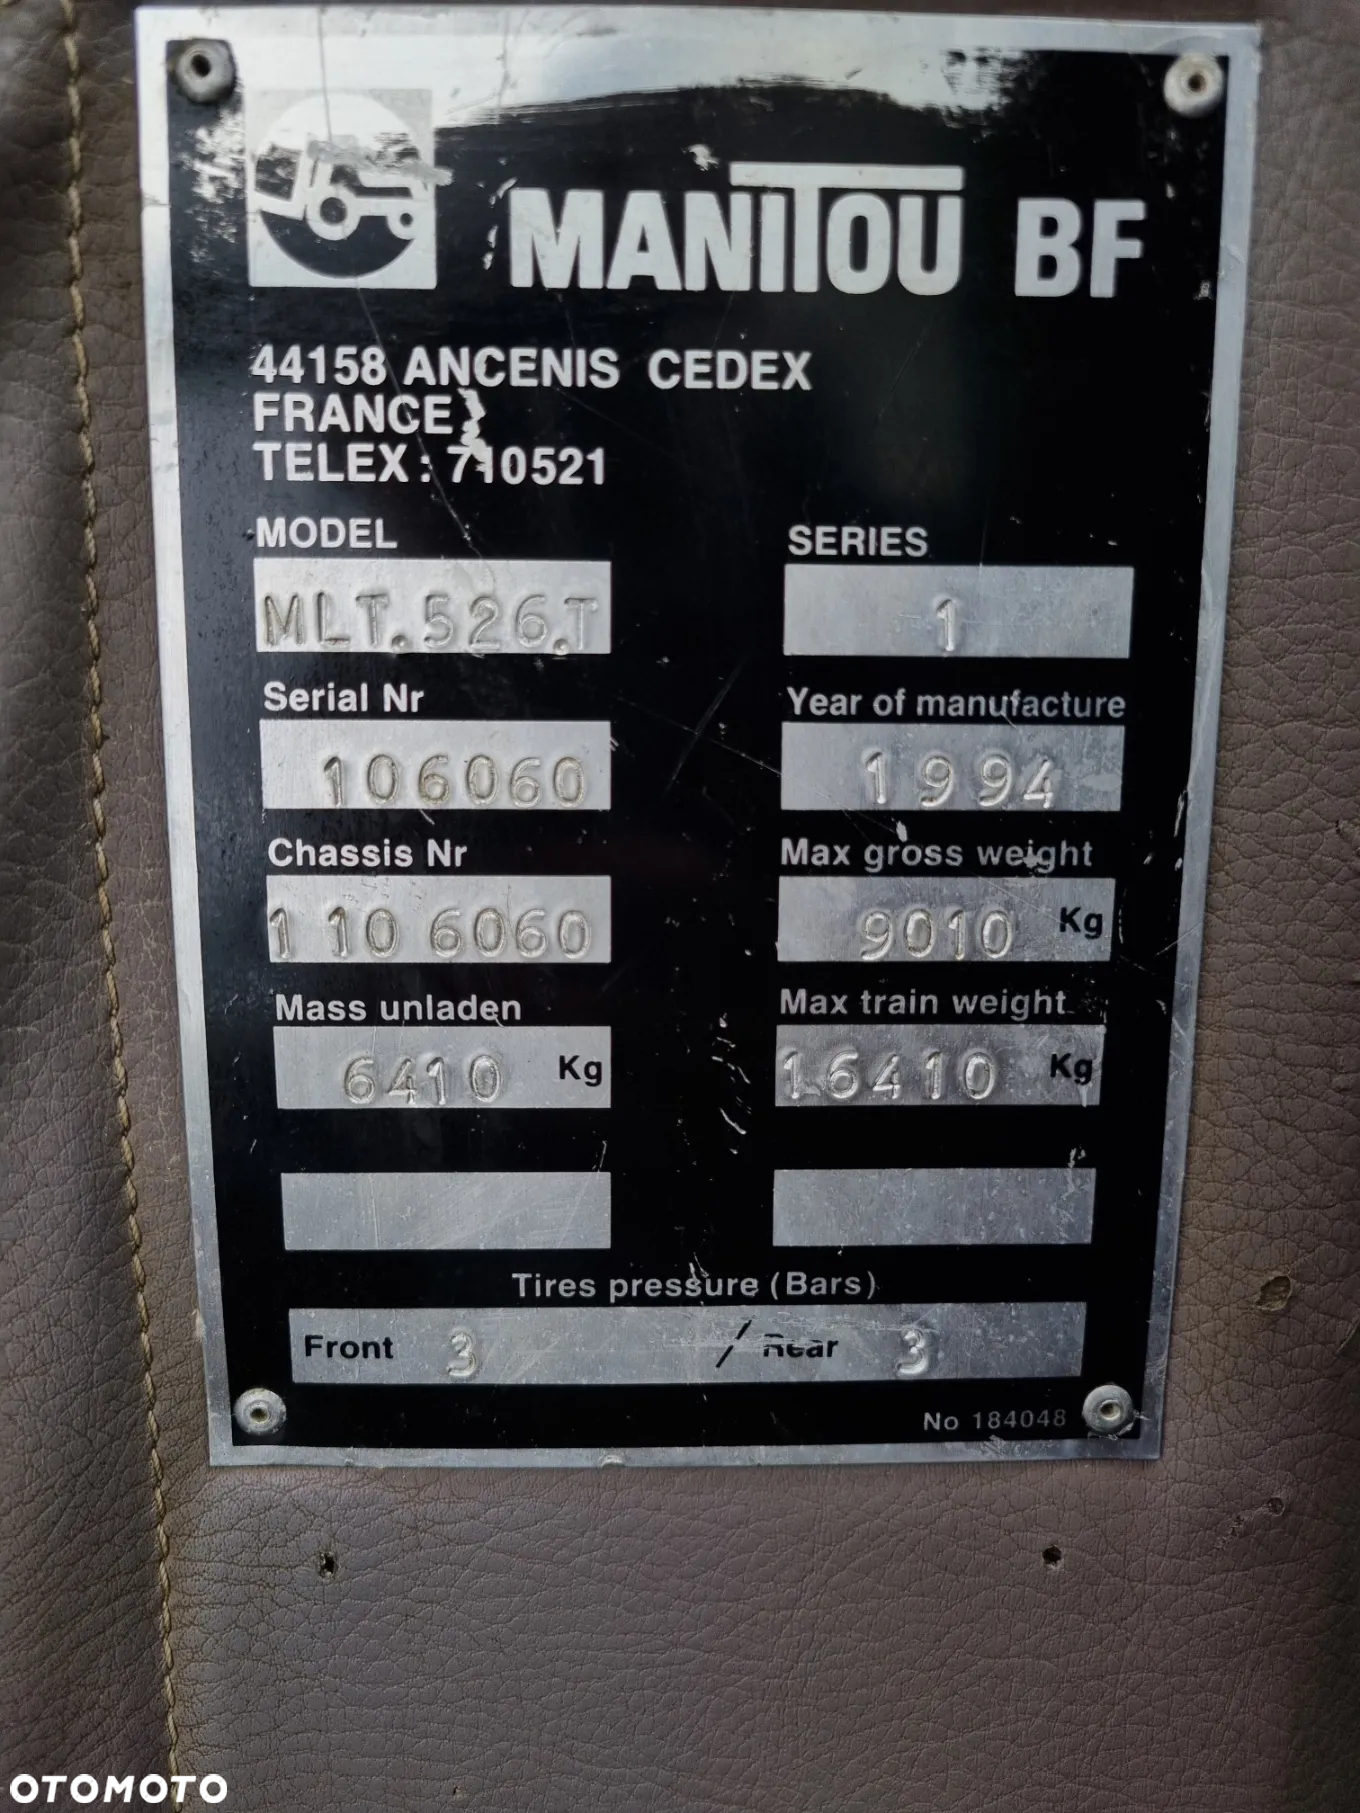 MANITOU BF
44158 ANCENIS CEDEX
FRANCE
TELEX : 710521
MODEL SERIES
MLT.526.T 1
Serial Nr Year of manufacture
106060 1994
Chassis Nr Max gross weight
1 10 6060 9010 Kg
Mass unladen Max train weight
6410 Kg 16410 Kg
Tires pressure (Bars)
Front 3 / Rear 3
No 184048
OTOMOTO